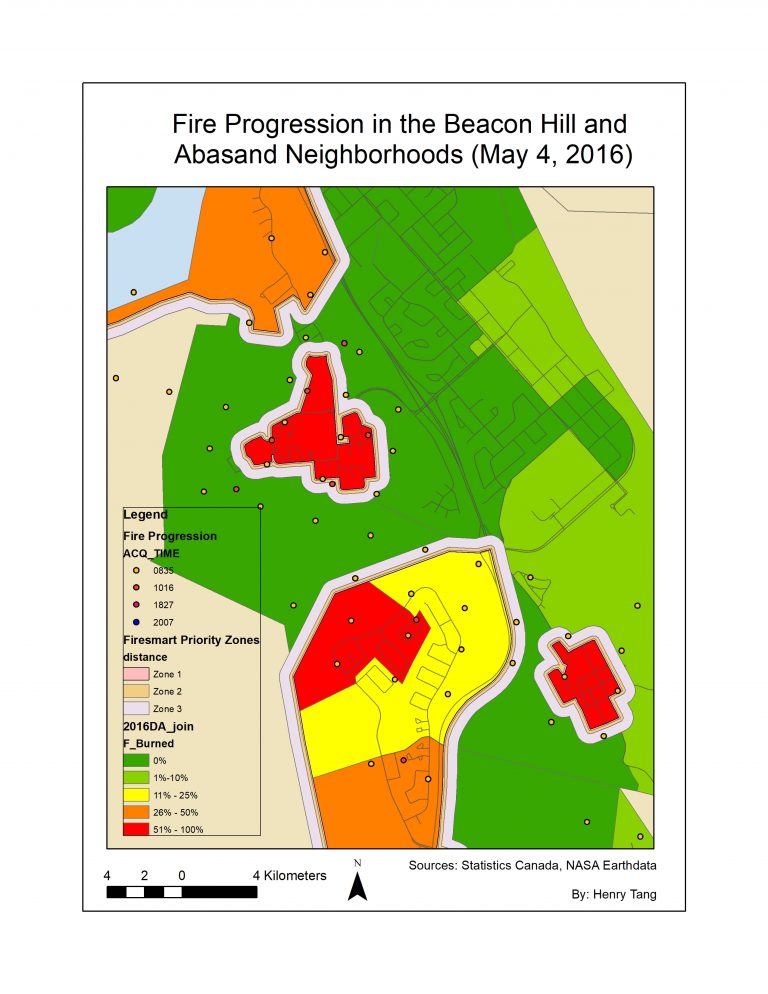 Fire Progression in the Beacon Hill and
Abasand Neighborhoods (May 4, 2016)
Legend
Fire Progression
ACQ_TIME
0835
1016
1827
2007
Firesmart Priority Zones
distance
Zone 1
Zone 2
Zone 3
2016DA_join
F_Burned
0%
1%-10%
11% - 25%
26% - 50%
51% - 100%
4 2 0 4 Kilometers
N
Sources: Statistics Canada, NASA Earthdata
By: Henry Tang